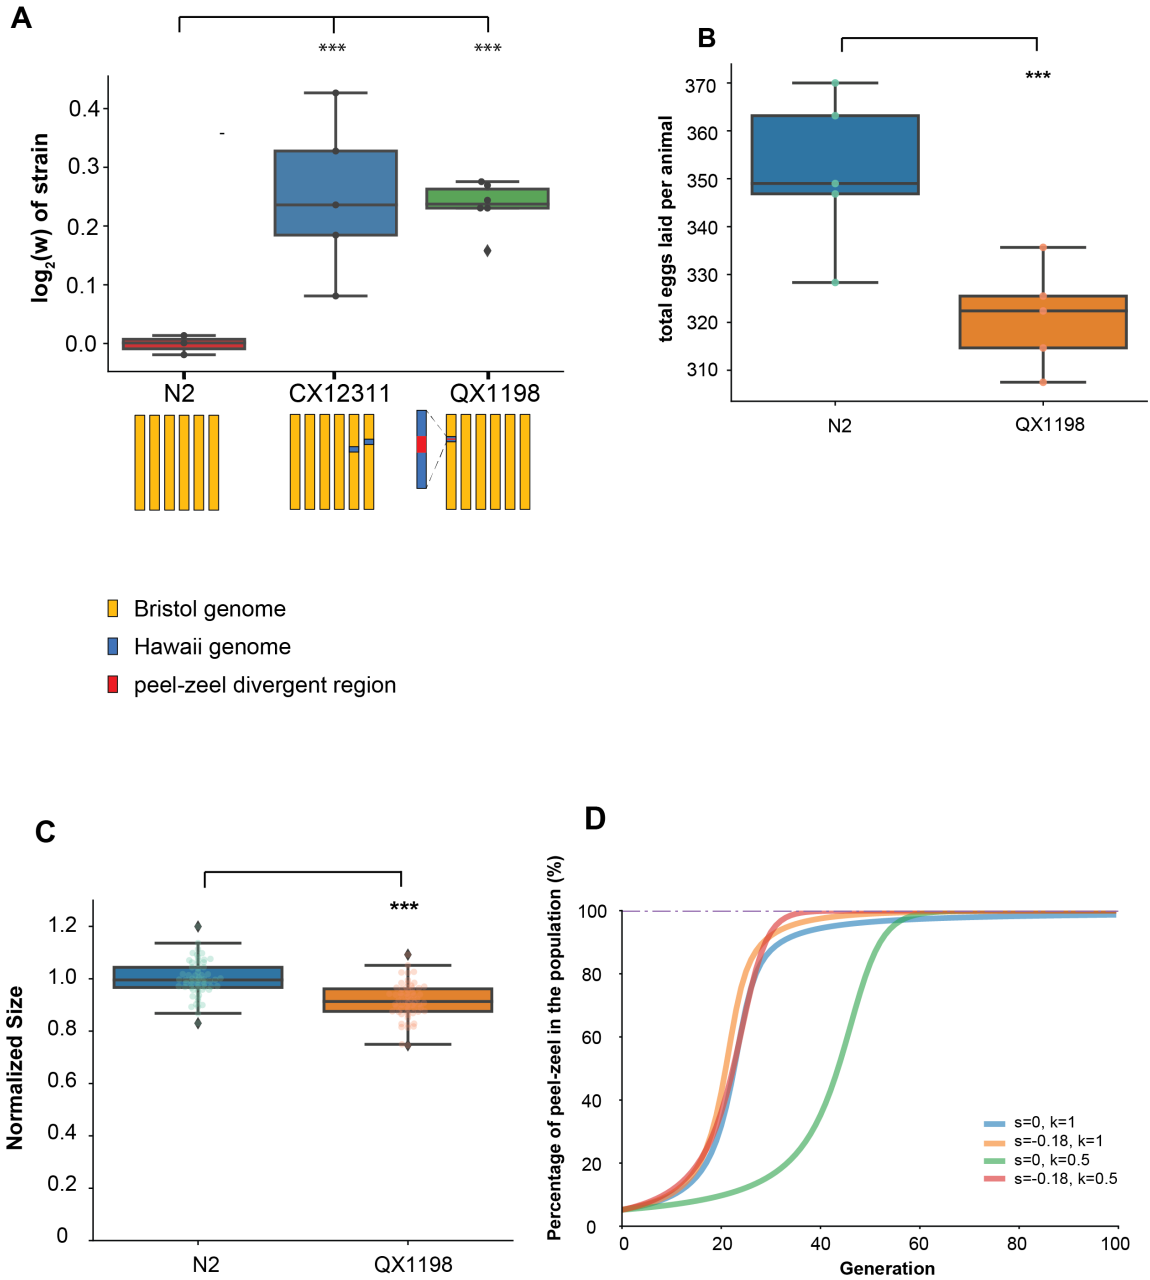 A
***
***
log2(w) of strain
0.4
0.3
0.2
0.1
0.0
-
N2
CX12311
QX1198
Bristol genome
Hawaii genome
peel-zeel divergent region
B
***
total eggs laid per animal
370
360
350
340
330
320
310
N2
QX1198
C
***
Normalized Size
1.2
1.0
0.8
0.6
0.4
0.2
0
N2
QX1198
D
Percentage of peel-zeel in the population (%)
100
80
60
40
20
0
s=0, k=1
s=-0.18, k=1
s=0, k=0.5
s=-0.18, k=0.5
0
20
40
60
80
100
Generation